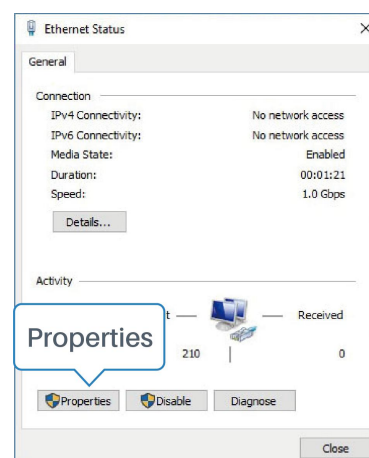 Ethernet Status
General
Connection
IPv4 Connectivity: No network access
IPv6 Connectivity: No network access
Media State: Enabled
Duration: 00:01:21
Speed: 1.0 Gbps
Details...
Activity
Received
Properties
210 0
Properties Disable Diagnose
Close